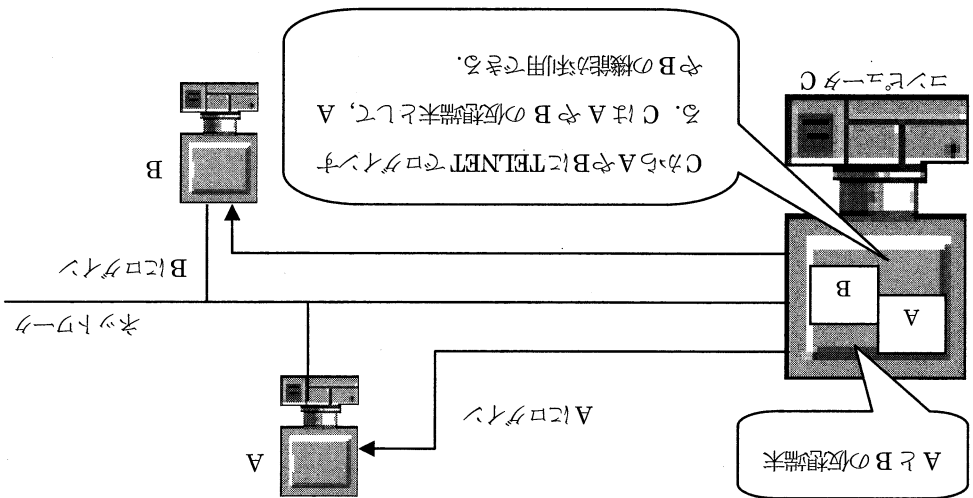 AとBの仮想端末
A
Aにログイン
A
B
ネットワーク
Bにログイン
B
CからAやBにTELNETでログインす
る．CはAやBの仮想端末として，A
やBの機能が利用できる．
コンピュータC